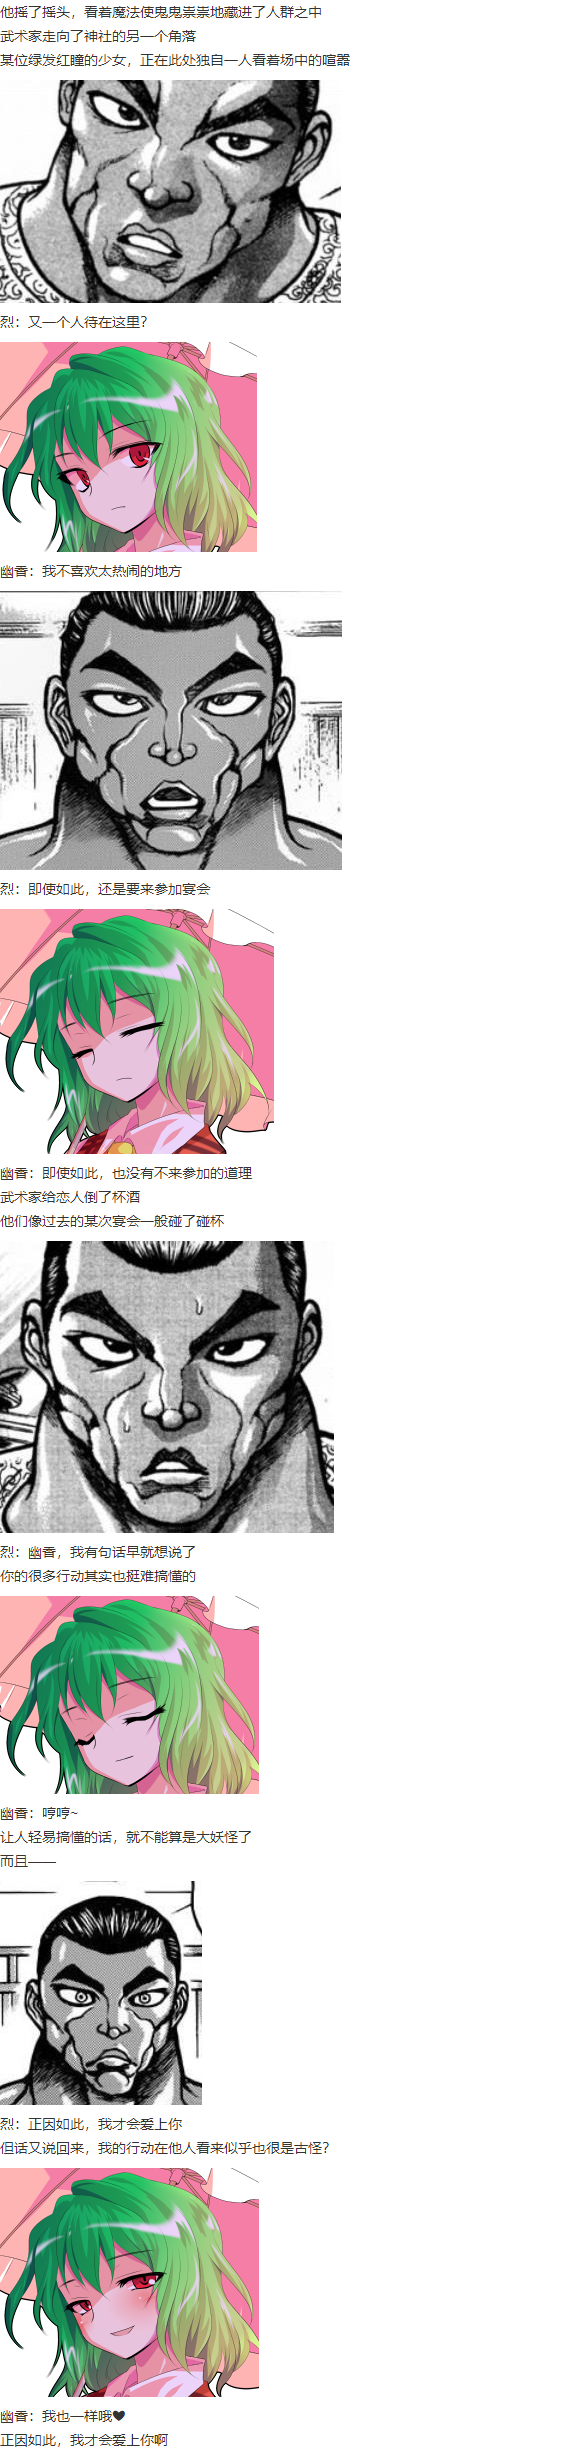 他摇了摇头，看着魔法使鬼鬼祟祟地藏进了人群之中
武术家走向了神社的另一个角落
某位绿发红瞳的少女，正在此处独自一人看着场中的喧嚣
烈：又一个人待在这里？
幽香：我不喜欢太热闹的地方
烈：即使如此，还是要来参加宴会
幽香：即使如此，也没有不来参加的道理
武术家给恋人倒了杯酒
他们像过去的某次宴会一般碰了碰杯
烈：幽香，我有句话早就想说了
你的很多行动其实也挺难搞懂的
幽香：哼哼~
让人轻易搞懂的话，就不能算是大妖怪了
而且——
烈：正因如此，我才会爱上你
但话又说回来，我的行动在他人看来似乎也很是古怪？
幽香：我也一样哦♥
正因如此，我才会爱上你啊